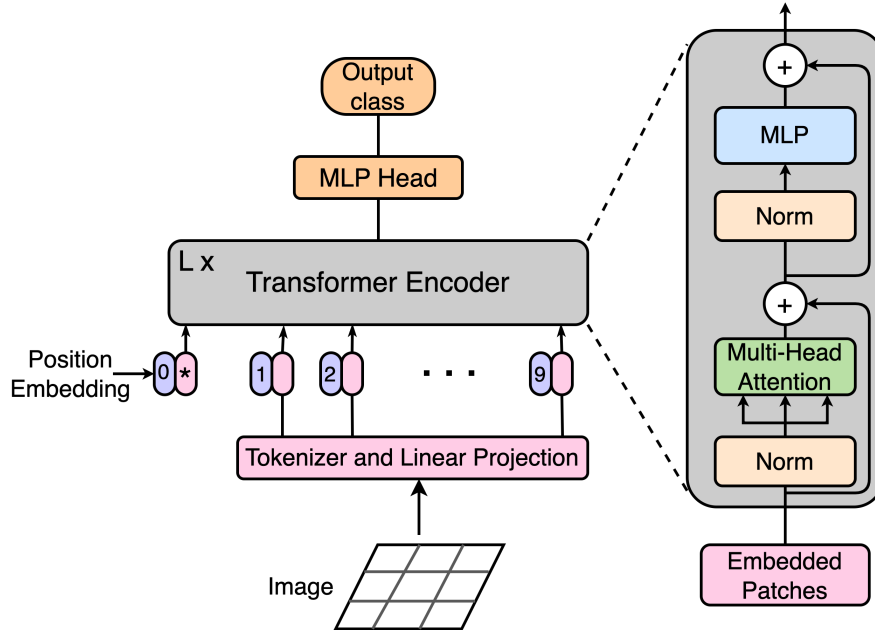 Output
class
MLP Head
L x
Transformer Encoder
Position
Embedding
0 * 1 2 . . . 9
Tokenizer and Linear Projection
Image
+
MLP
Norm
+
Multi-Head
Attention
Norm
Embedded
Patches